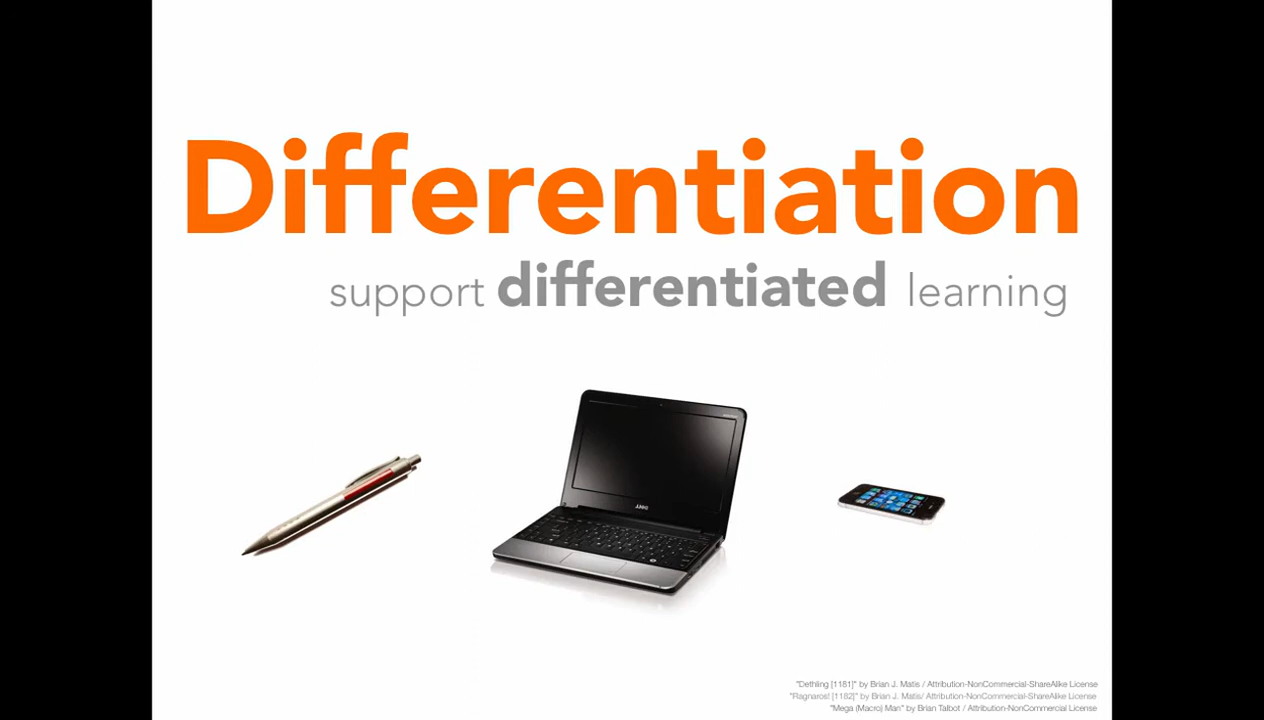 Differentiation
support differentiated learning
"Dethling [1181]" by Brian J. Matis / Attribution-NonCommercial-ShareAlike License
"Ragnaros! [1182]" by Brian J. Matis/ Attribution-NonCommercial-ShareAlike License
"Mega (Macro) Man" by Brian Talbot / Attribution-NonCommercial License